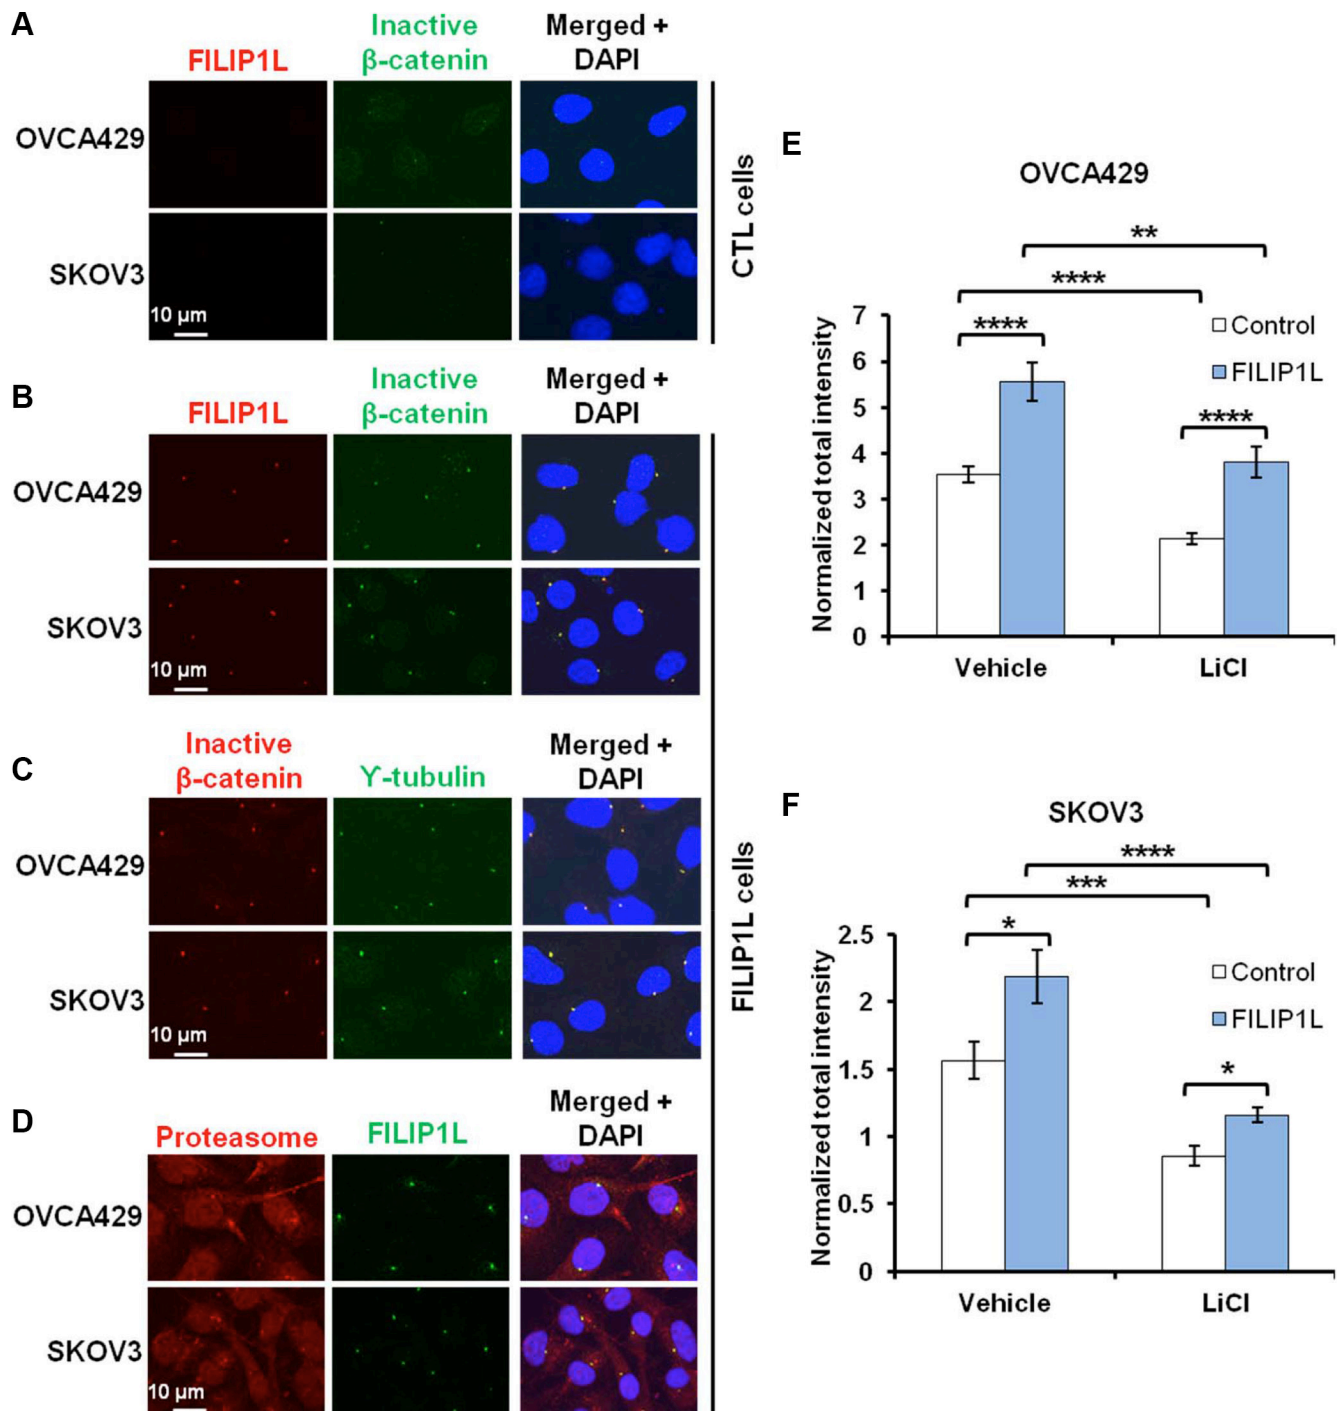 A
FILIP1L
Inactive
β-catenin
Merged +
DAPI
OVCA429
SKOV3
10 µm
CTL cells
B
FILIP1L
Inactive
β-catenin
Merged +
DAPI
OVCA429
SKOV3
10 µm
C
Inactive
β-catenin
ϒ-tubulin
Merged +
DAPI
OVCA429
SKOV3
10 µm
D
Proteasome
FILIP1L
Merged +
DAPI
OVCA429
SKOV3
10 µm
FILIP1L cells
E
OVCA429
**
****
****
****
Control
FILIP1L
Normalized total intensity
7
6
5
4
3
2
1
0
Vehicle
LiCl
F
SKOV3
****
***
*
*
Control
FILIP1L
Normalized total intensity
2.5
2
1.5
1
0.5
0
Vehicle
LiCl